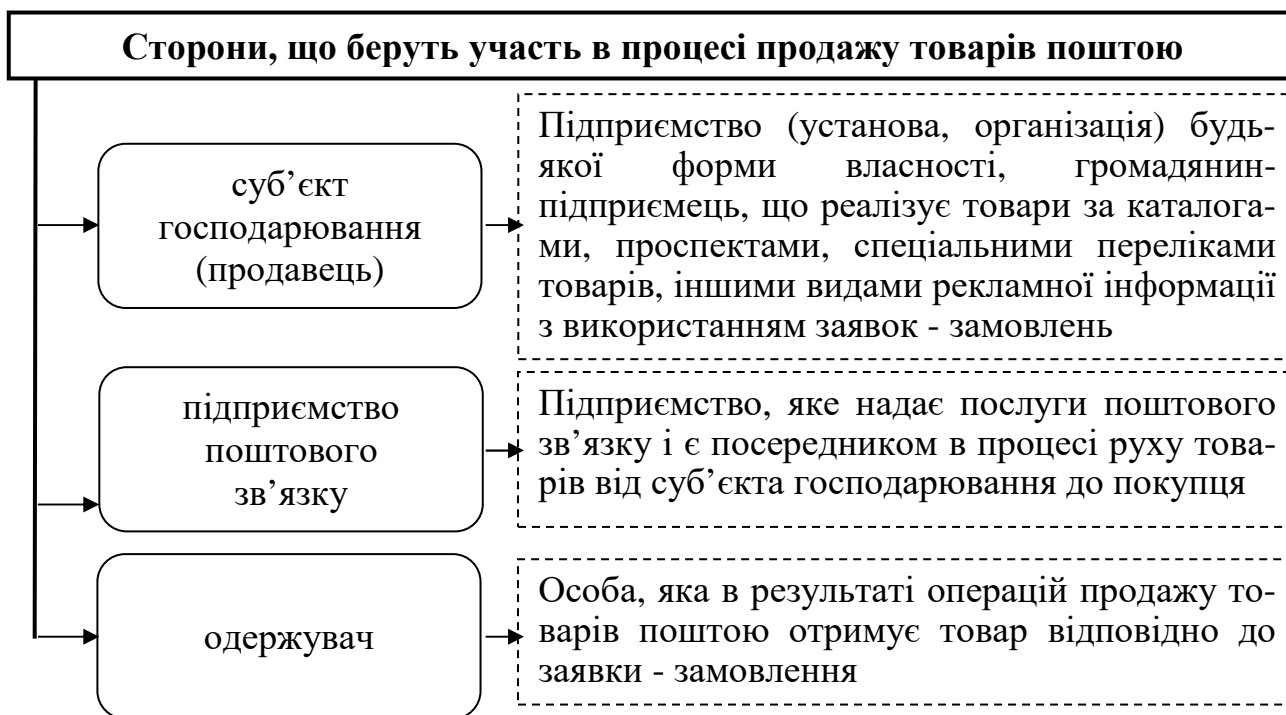 Сторони, що беруть участь в процесі продажу товарів поштою
суб’єкт
господарювання
(продавець)
Підприємство (установа, організація) будь-
якої форми власності, громадянин-
підприємець, що реалізує товари за каталога-
ми, проспектами, спеціальними переліками
товарів, іншими видами рекламної інформації
з використанням заявок - замовлень
підприємство
поштового
зв’язку
Підприємство, яке надає послуги поштового
зв’язку і є посередником в процесі руху това-
рів від суб’єкта господарювання до покупця
одержувач
Особа, яка в результаті операцій продажу то-
варів поштою отримує товар відповідно до
заявки - замовлення